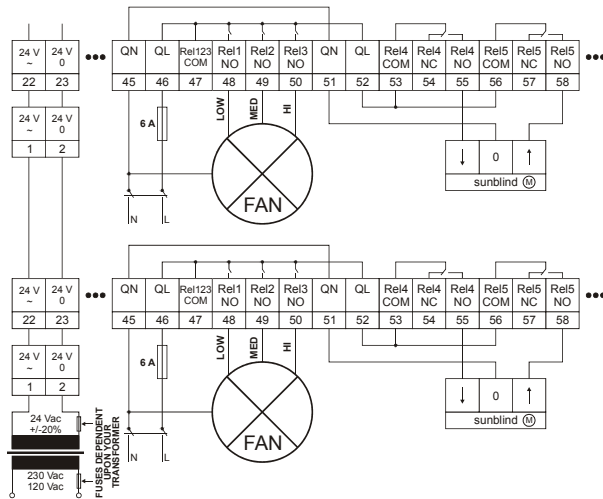 24 V ~ 24 V 0 ••• QN QL Rel123 COM Rel1 NO Rel2 NO Rel3 NO QN QL Rel4 COM Rel4 NC Rel4 NO Rel5 COM Rel5 NC Rel5 NO •••
22 23 45 46 47 48 49 50 51 52 53 54 55 56 57 58
24 V ~ 24 V 0
1 2
6 A
LOW
MED
HI
↓ 0 ↑
sunblind M
FAN
N L
24 V ~ 24 V 0 ••• QN QL Rel123 COM Rel1 NO Rel2 NO Rel3 NO QN QL Rel4 COM Rel4 NC Rel4 NO Rel5 COM Rel5 NC Rel5 NO •••
22 23 45 46 47 48 49 50 51 52 53 54 55 56 57 58
24 V ~ 24 V 0
1 2
6 A
LOW
MED
HI
↓ 0 ↑
sunblind M
FAN
N L
24 Vac
+/-20%
230 Vac
120 Vac
FUSES DEPENDENT
UPON YOUR
TRANSFORMER